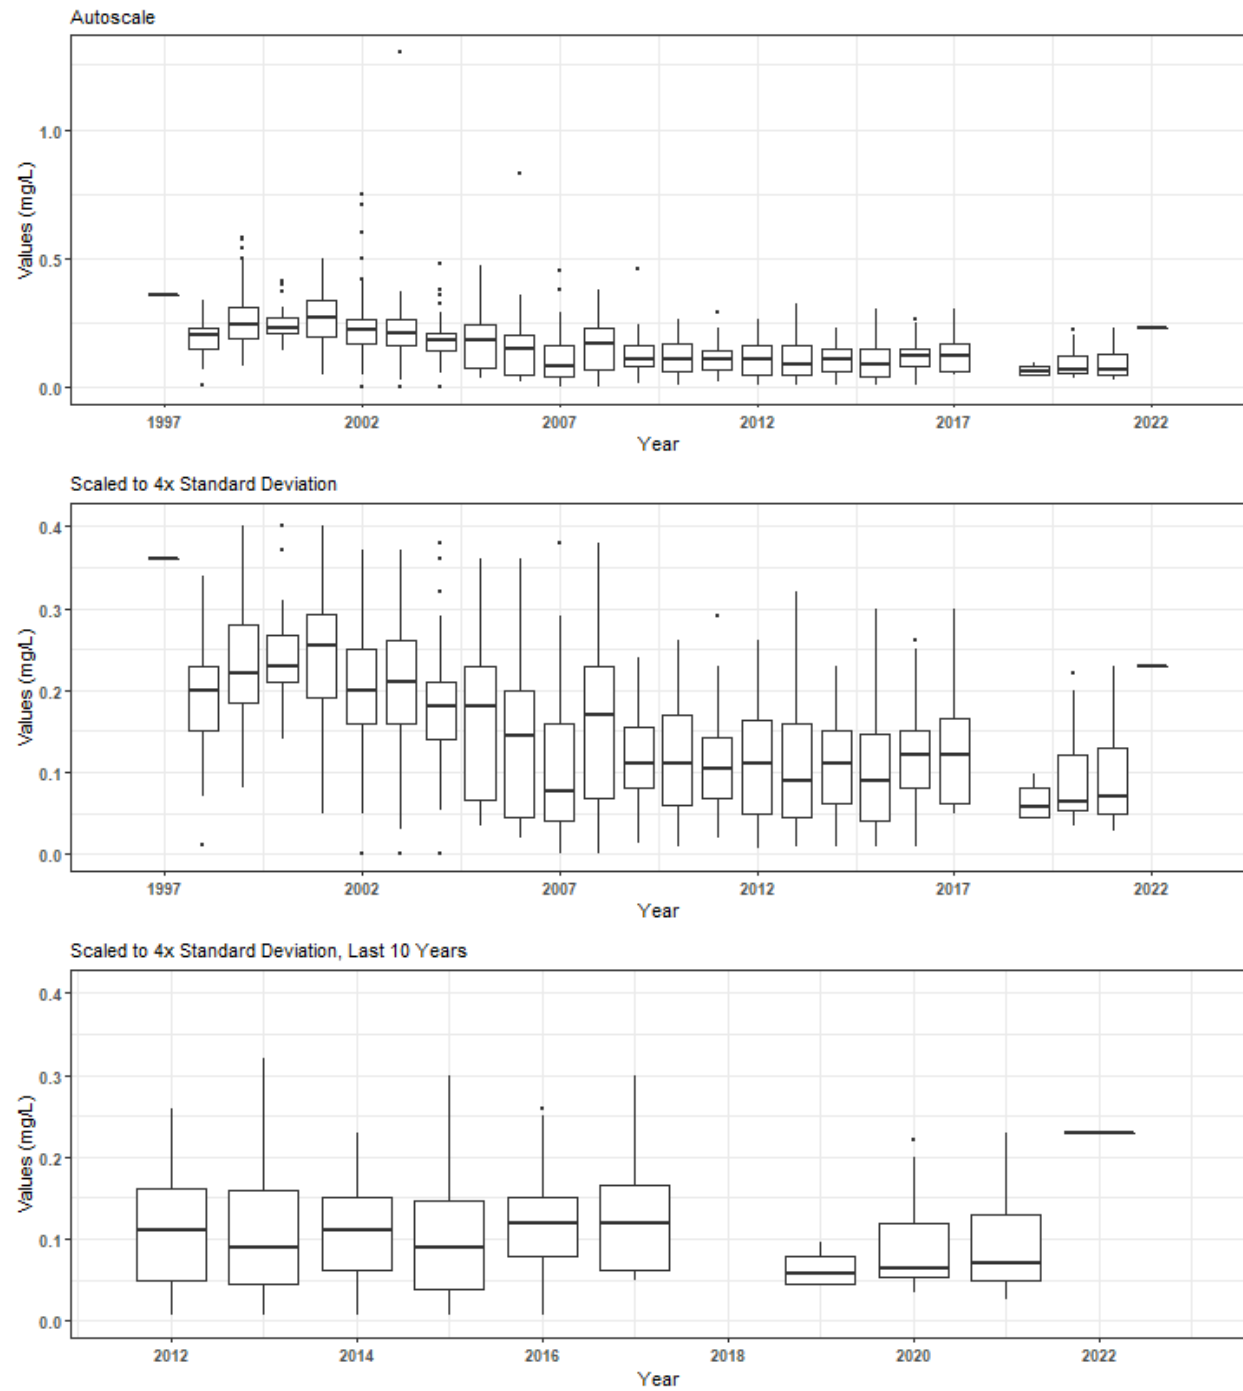 Autoscale
Values (mg/L)
1.0
0.5
0.0
1997 2002 2007 2012 2017 2022
Year
Scaled to 4x Standard Deviation
Values (mg/L)
0.4
0.3
0.2
0.1
0.0
1997 2002 2007 2012 2017 2022
Year
Scaled to 4x Standard Deviation, Last 10 Years
Values (mg/L)
0.4
0.3
0.2
0.1
0.0
2012 2014 2016 2018 2020 2022
Year